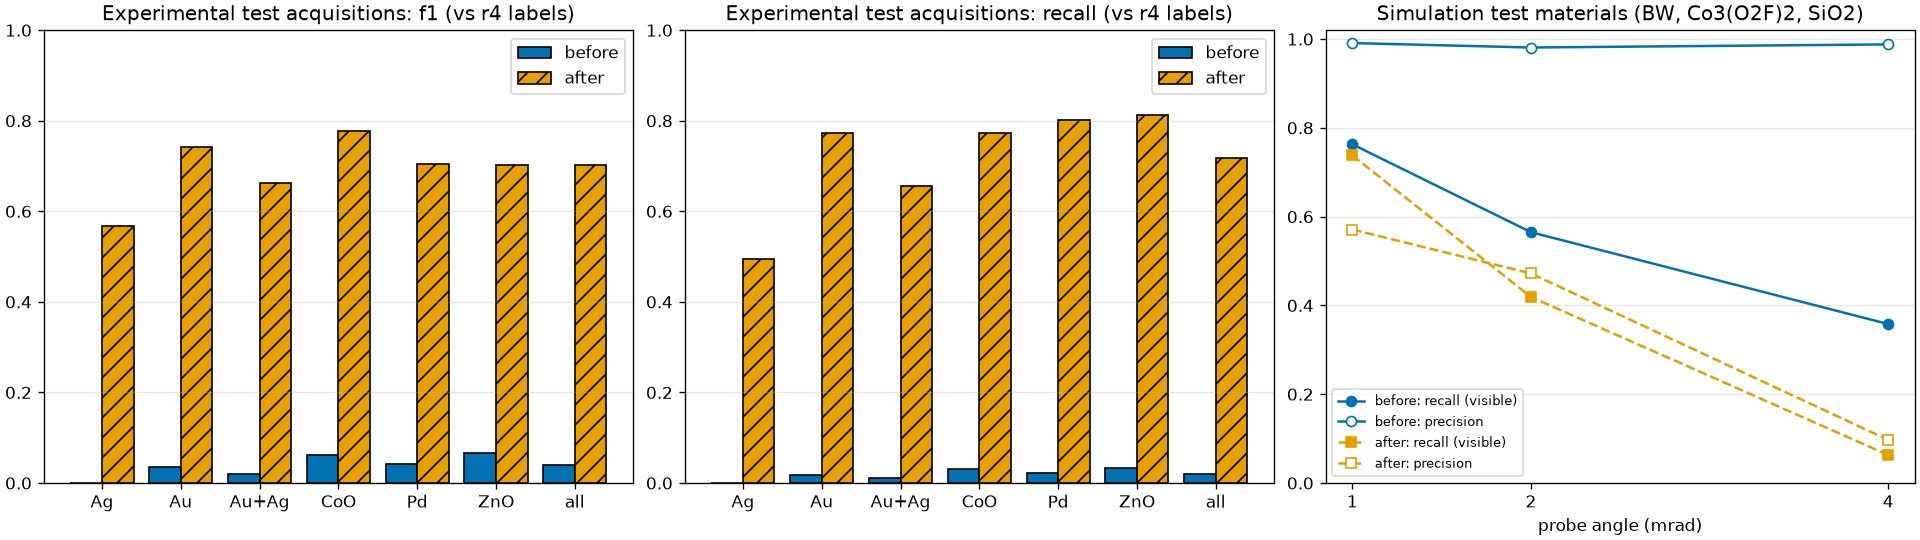 Experimental test acquisitions: f1 (vs r4 labels)
1.0
0.8
0.6
0.4
0.2
0.0
before
after
Ag
Au
Au+Ag
CoO
Pd
ZnO
all
Experimental test acquisitions: recall (vs r4 labels)
1.0
0.8
0.6
0.4
0.2
0.0
before
after
Ag
Au
Au+Ag
CoO
Pd
ZnO
all
Simulation test materials (BW, Co3(O2F)2, SiO2)
1.0
0.8
0.6
0.4
0.2
0.0
before: recall (visible)
before: precision
after: recall (visible)
after: precision
1
2
4
probe angle (mrad)